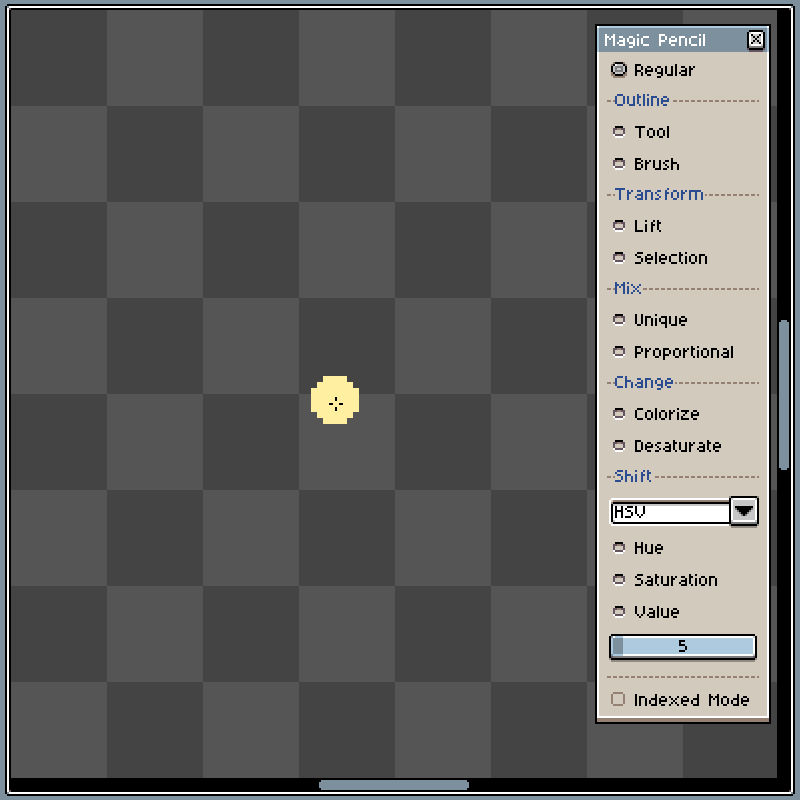 Magic Pencil
Regular
Outline
Tool
Brush
Transform
Lift
Selection
Mix
Unique
Proportional
Change
Colorize
Desaturate
Shift
HSV
Hue
Saturation
Value
5
Indexed Mode